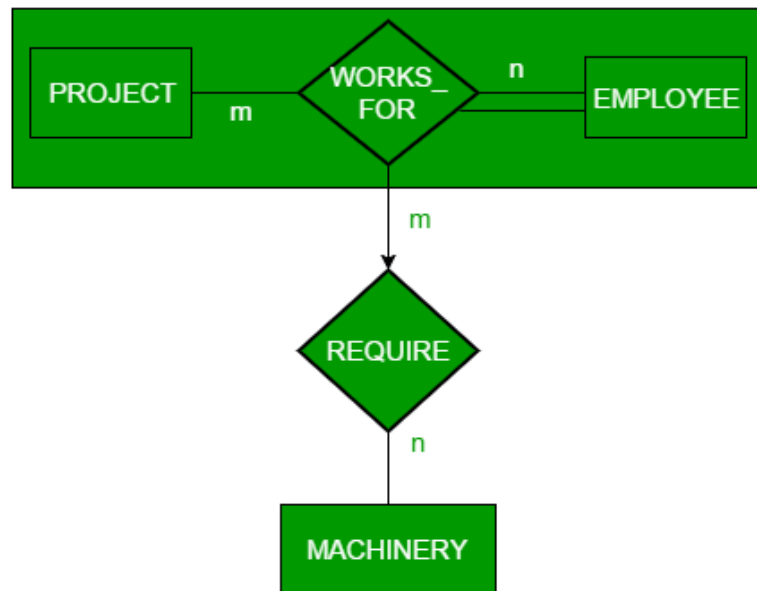 PROJECT
m
WORKS_
FOR
n
EMPLOYEE
m
REQUIRE
n
MACHINERY